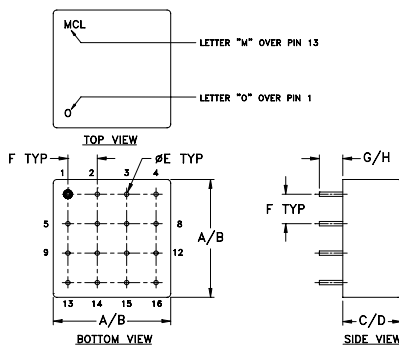 MCL
LETTER "M" OVER PIN 13
O
LETTER "O" OVER PIN 1
TOP VIEW
F TYP
ØE TYP
G/H
1 2 3 4
F TYP
5 8
A/B
9 12
13 14 15 16
A/B
C/D
BOTTOM VIEW
SIDE VIEW